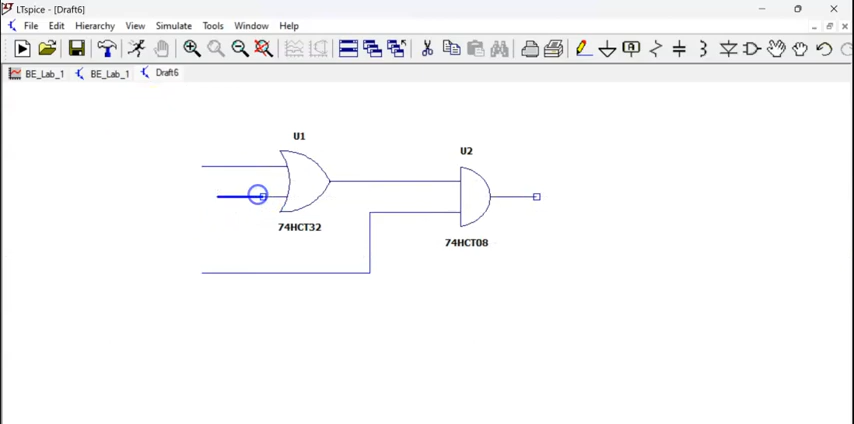 LTspice - [Draft6]
File Edit Hierarchy View Simulate Tools Window Help
BE_Lab_1 BE_Lab_1 Draft6
U1
U2
74HCT32
74HCT08